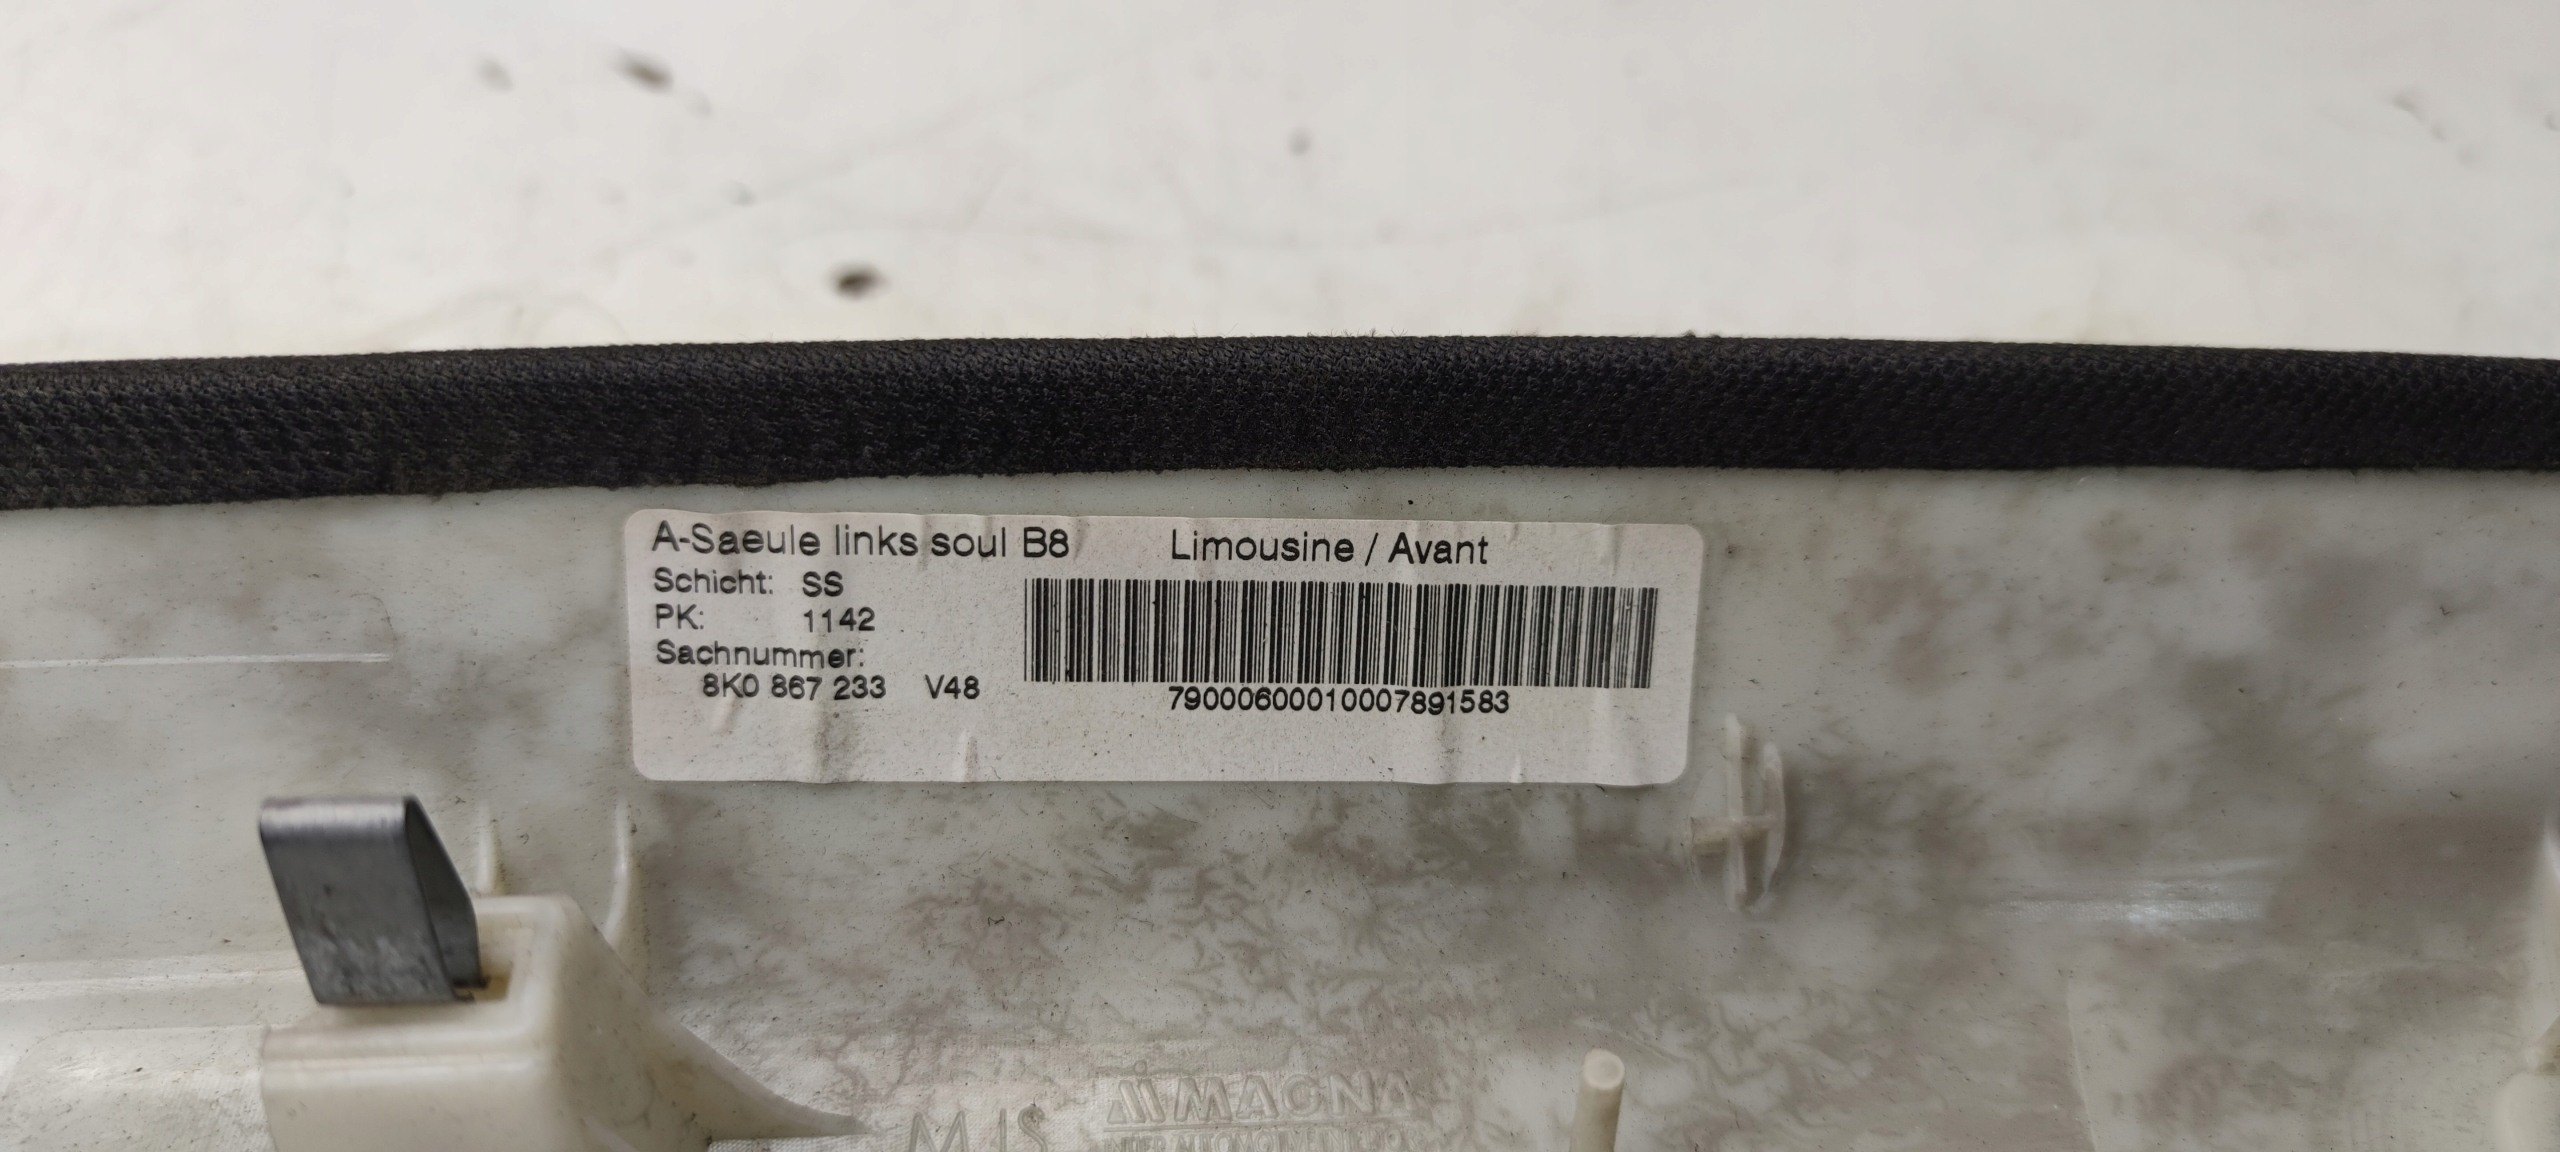 A-Saeule links soul B8 Limousine / Avant
Schicht: SS
PK: 1142
Sachnummer:
8K0 867 233 V48
79000600010007891583
MAGNA